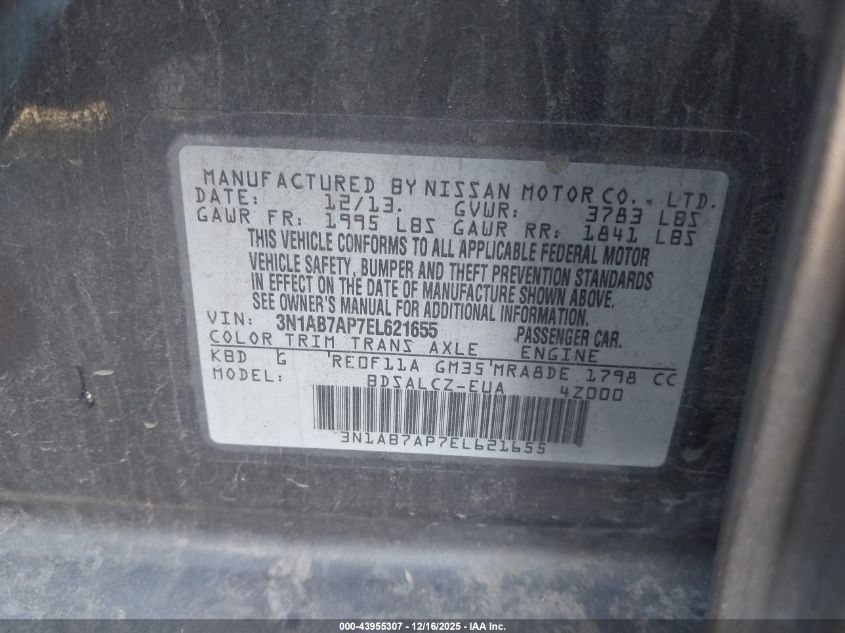 MANUFACTURED BY NISSAN MOTOR CO., LTD.
DATE: 12/13. GVWR: 3783 LBS
GAWR FR: 1995 LBS GAWR RR: 1841 LBS
THIS VEHICLE CONFORMS TO ALL APPLICABLE FEDERAL MOTOR
VEHICLE SAFETY, BUMPER AND THEFT PREVENTION STANDARDS
IN EFFECT ON THE DATE OF MANUFACTURE SHOWN ABOVE.
SEE OWNER'S MANUAL FOR ADDITIONAL INFORMATION.
VIN: 3N1AB7AP7EL621655 PASSENGER CAR.
COLOR TRIM TRANS AXLE ENGINE
KBD G RE0F11A GM35 MRA8DE 1798 CC
MODEL: BDSALCZ-EUA 4Z000
3N1AB7AP7EL621655
000-43955307 - 12/16/2025 - IAA Inc.